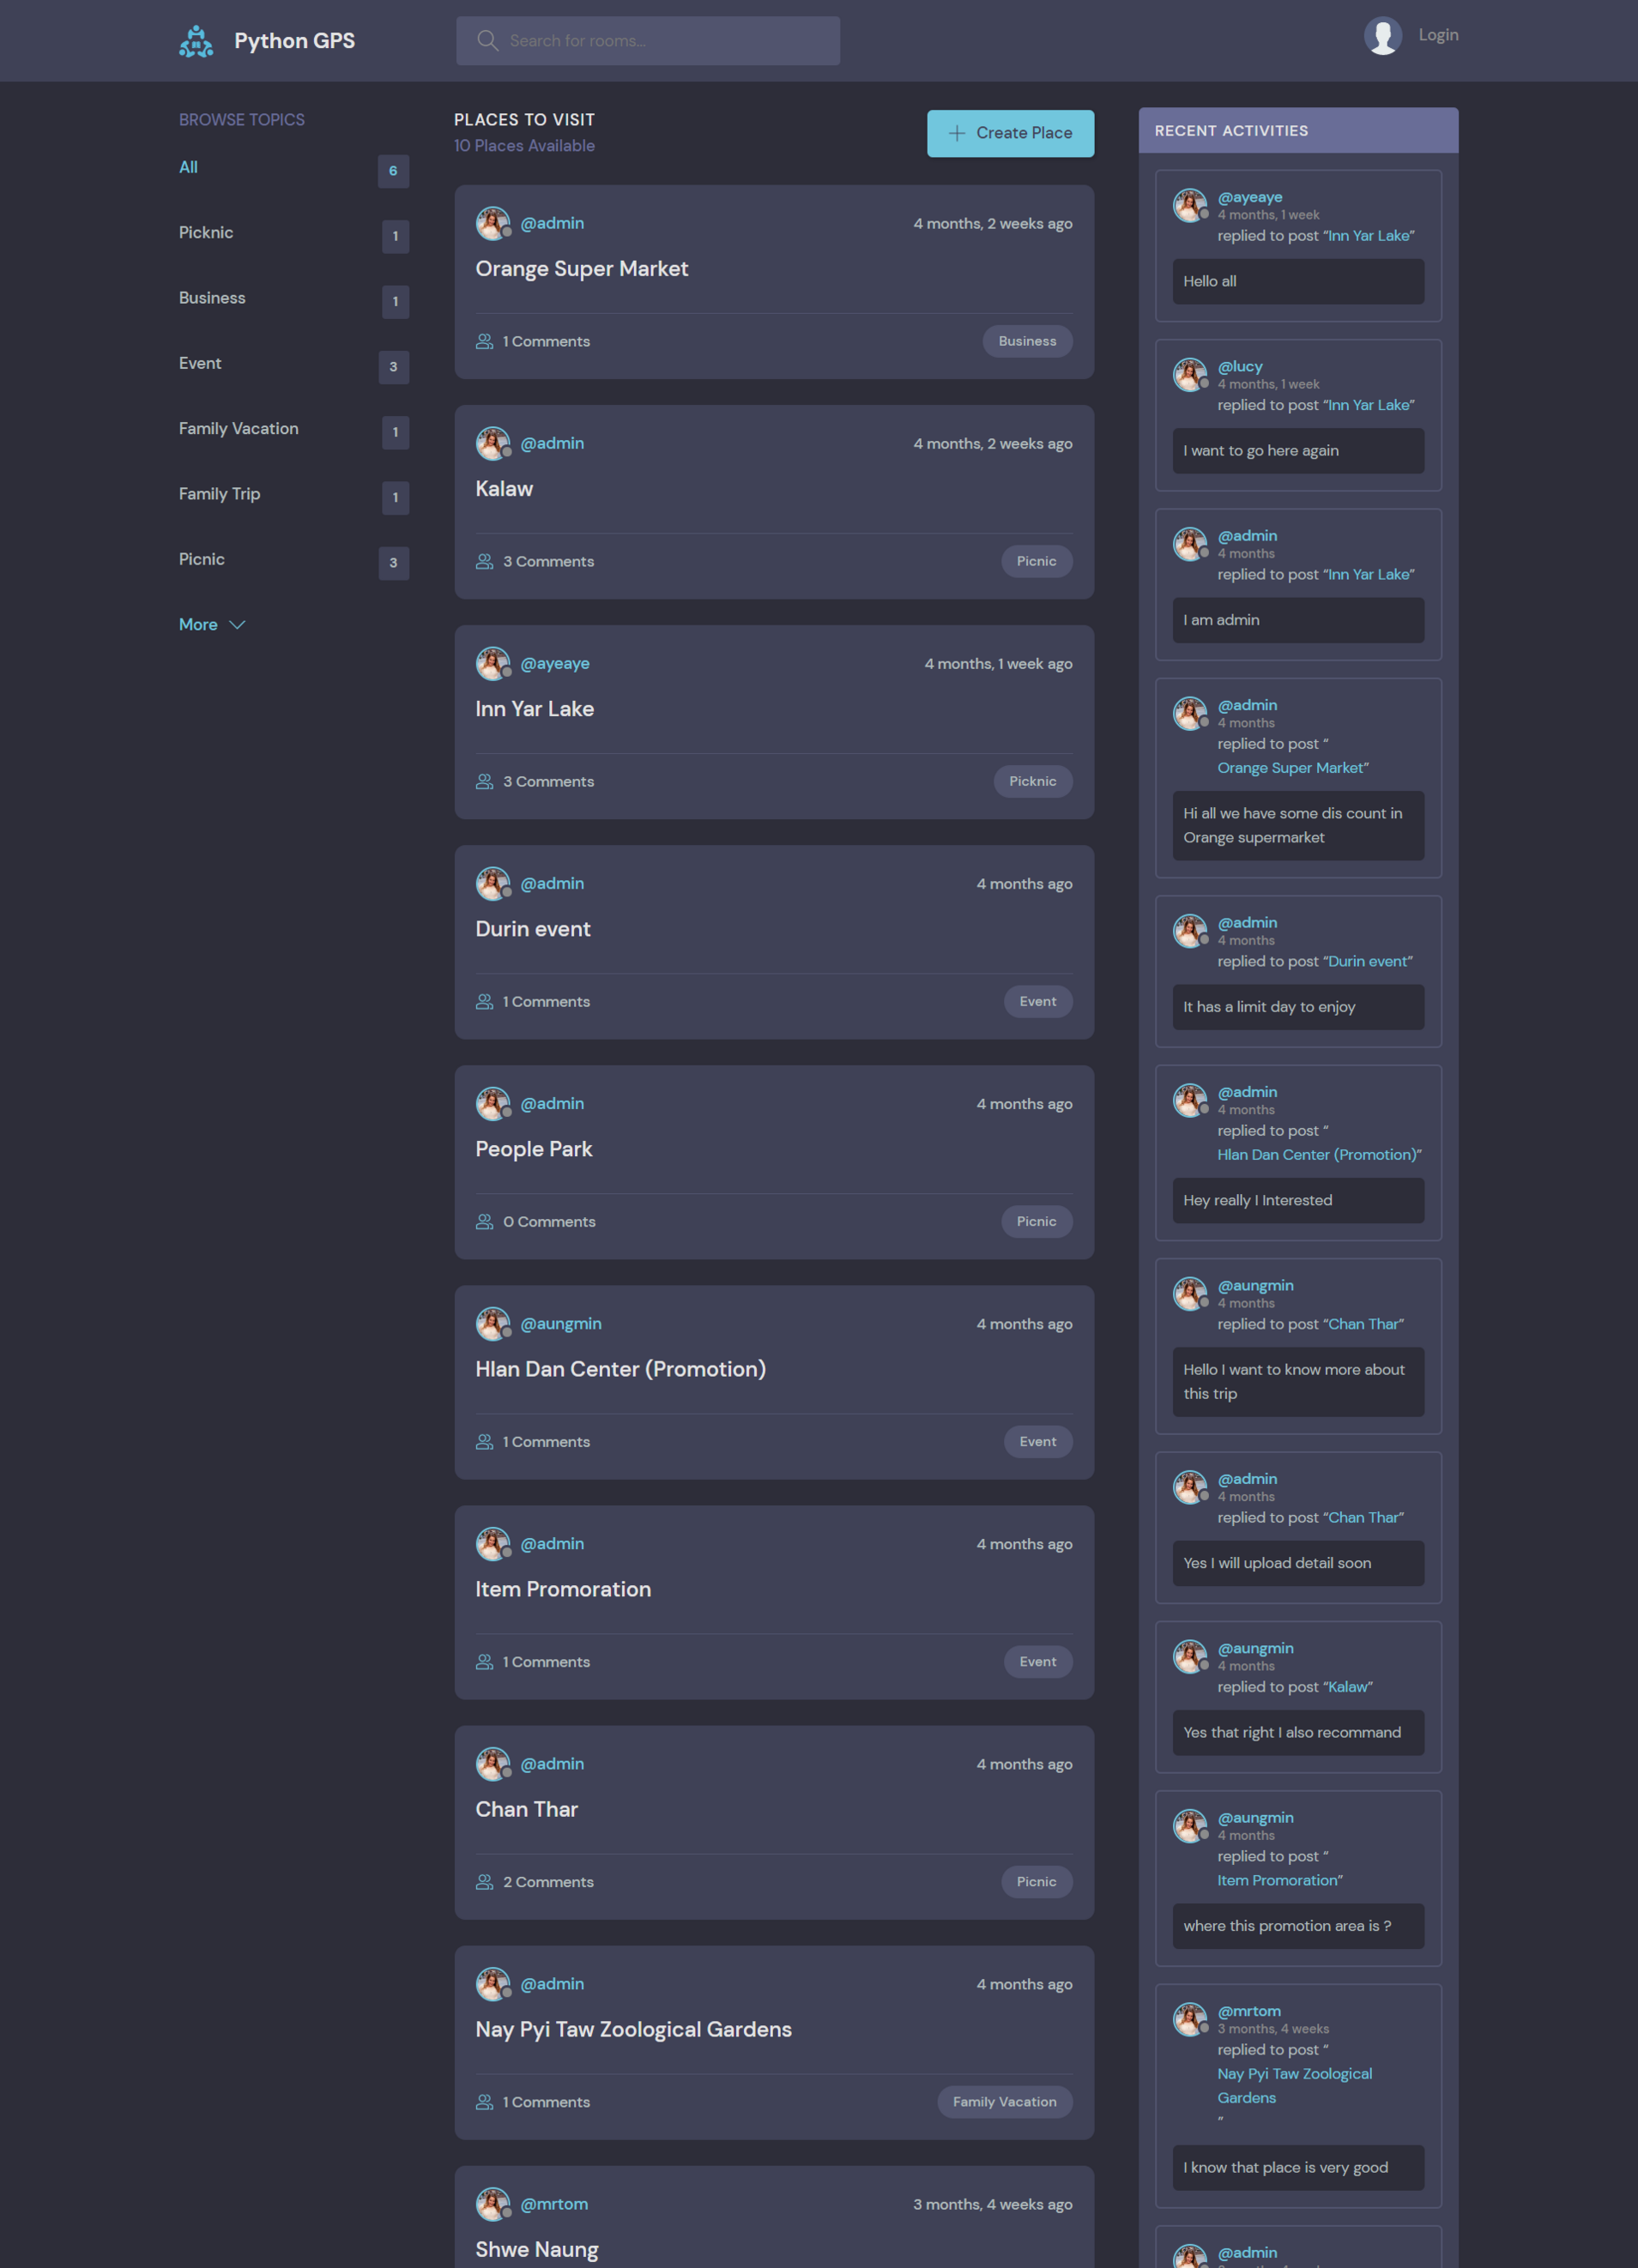 Python GPS
Search for rooms...
Login
BROWSE TOPICS
All 6
Picknic 1
Business 1
Event 3
Family Vacation 1
Family Trip 1
Picnic 3
More
PLACES TO VISIT
10 Places Available
Create Place
@admin 4 months, 2 weeks ago
Orange Super Market
1 Comments Business
@admin 4 months, 2 weeks ago
Kalaw
3 Comments Picnic
@ayeaye 4 months, 1 week ago
Inn Yar Lake
3 Comments Picknic
@admin 4 months ago
Durin event
1 Comments Event
@admin 4 months ago
People Park
0 Comments Picnic
@aungmin 4 months ago
Hlan Dan Center (Promotion)
1 Comments Event
@admin 4 months ago
Item Promoration
1 Comments Event
@admin 4 months ago
Chan Thar
2 Comments Picnic
@admin 4 months ago
Nay Pyi Taw Zoological Gardens
1 Comments Family Vacation
@mrtom 3 months, 4 weeks ago
Shwe Naung
RECENT ACTIVITIES
@ayeaye
4 months, 1 week
replied to post “Inn Yar Lake”
Hello all
@lucy
4 months, 1 week
replied to post “Inn Yar Lake”
I want to go here again
@admin
4 months
replied to post “Inn Yar Lake”
I am admin
@admin
4 months
replied to post “
Orange Super Market”
Hi all we have some dis count in
Orange supermarket
@admin
4 months
replied to post “Durin event”
It has a limit day to enjoy
@admin
4 months
replied to post “
Hlan Dan Center (Promotion)”
Hey really I Interested
@aungmin
4 months
replied to post “Chan Thar”
Hello I want to know more about
this trip
@admin
4 months
replied to post “Chan Thar”
Yes I will upload detail soon
@aungmin
4 months
replied to post “Kalaw”
Yes that right I also recommand
@aungmin
4 months
replied to post “
Item Promoration”
where this promotion area is ?
@mrtom
3 months, 4 weeks
replied to post “
Nay Pyi Taw Zoological
Gardens
”
I know that place is very good
@admin